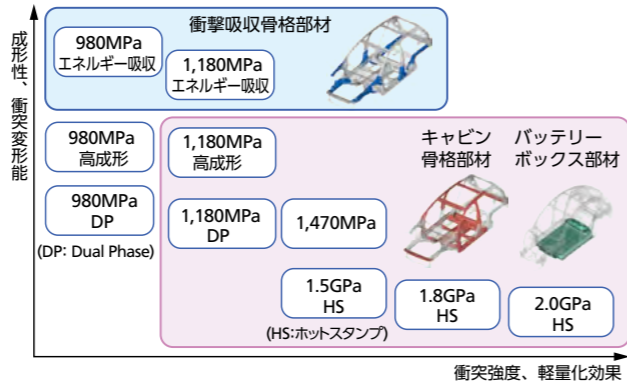 成形性、衝突変形能
衝撃吸収骨格部材
980MPa
エネルギー吸収
1,180MPa
エネルギー吸収
980MPa
高成形
1,180MPa
高成形
キャビン
骨格部材
バッテリー
ボックス部材
980MPa
DP
(DP: Dual Phase)
1,180MPa
DP
1,470MPa
1.5GPa
HS
(HS:ホットスタンプ)
1.8GPa
HS
2.0GPa
HS
衝突強度、軽量化効果